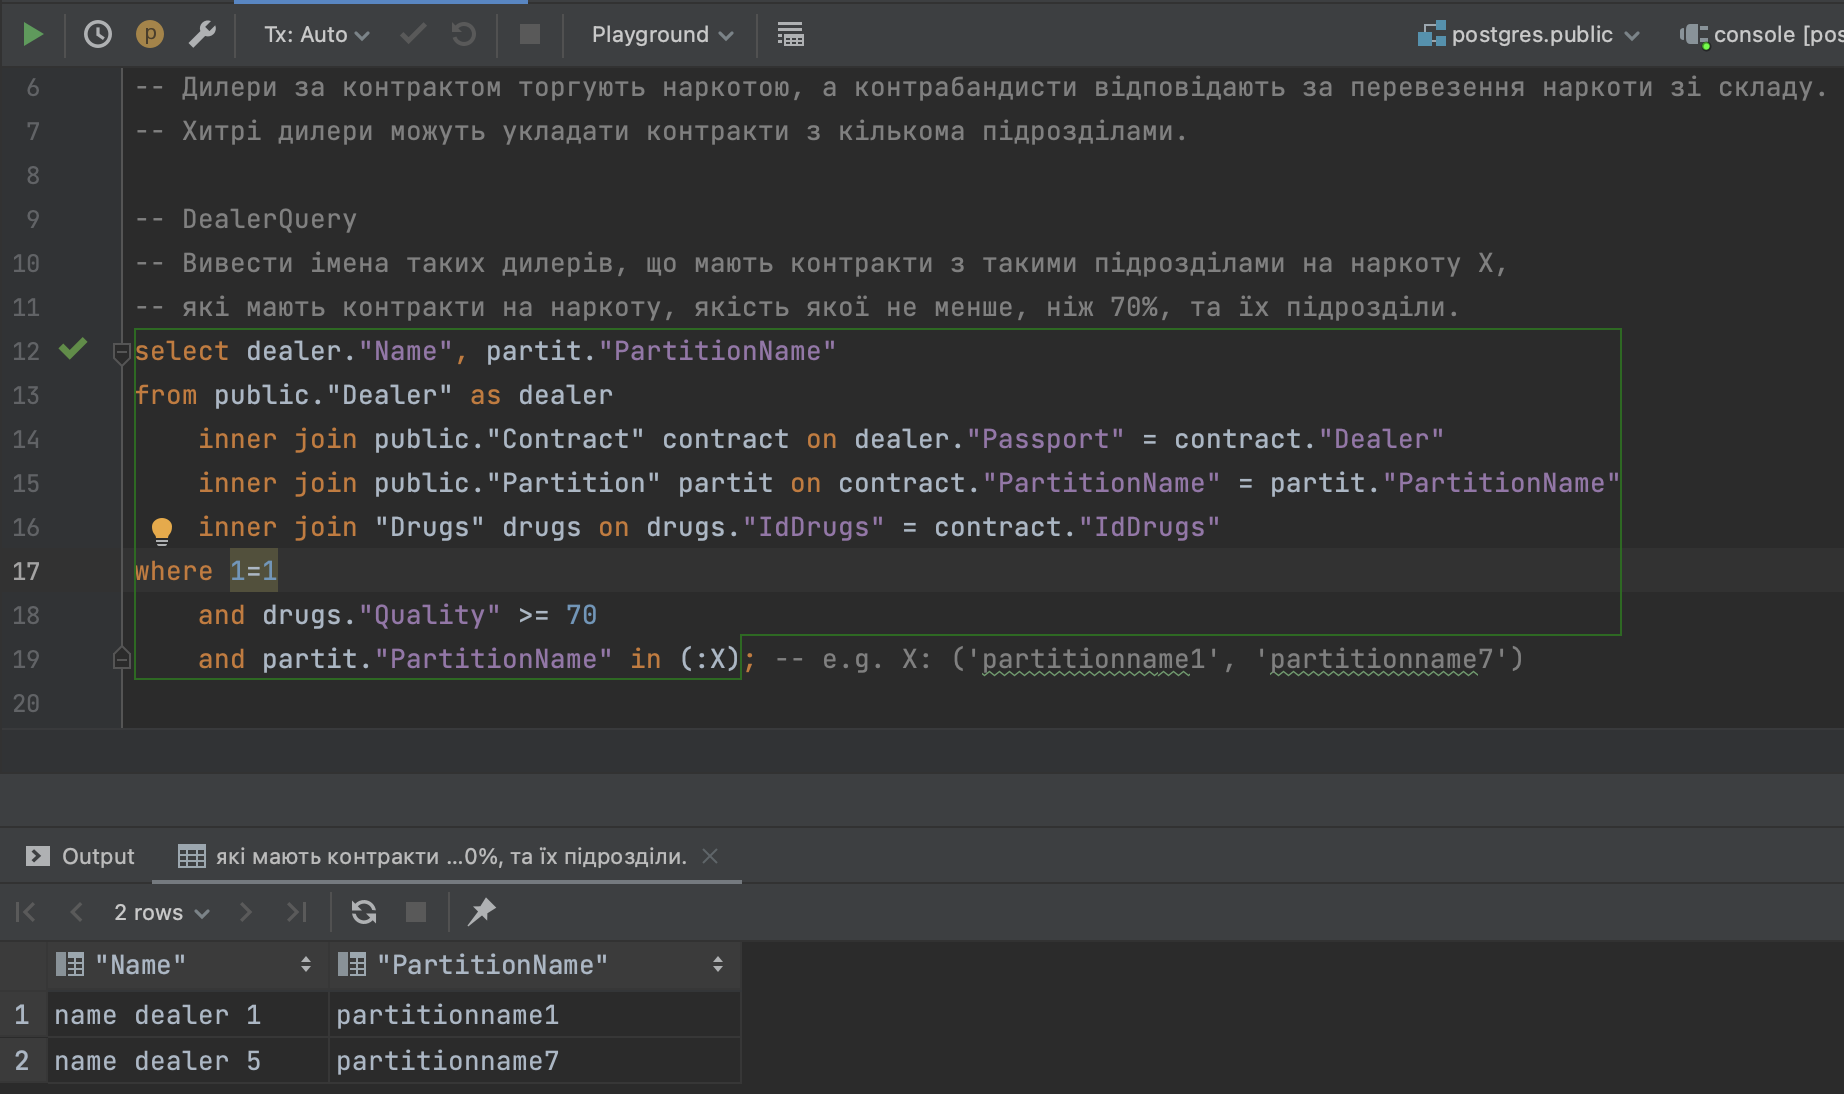 Tx: Auto
Playground
postgres.public
console [pos
6 -- Дилери за контрактом торгують наркотою, а контрабандисти відповідають за перевезення наркоти зі складу.
7 -- Хитрі дилери можуть укладати контракти з кількома підрозділами.
8
9 -- DealerQuery
10 -- Вивести імена таких дилерів, що мають контракти з такими підрозділами на наркоту X,
11 -- які мають контракти на наркоту, якість якої не менше, ніж 70%, та їх підрозділи.
12 select dealer."Name", partit."PartitionName"
13 from public."Dealer" as dealer
14 inner join public."Contract" contract on dealer."Passport" = contract."Dealer"
15 inner join public."Partition" partit on contract."PartitionName" = partit."PartitionName"
16 inner join "Drugs" drugs on drugs."IdDrugs" = contract."IdDrugs"
17 where 1=1
18 and drugs."Quality" >= 70
19 and partit."PartitionName" in (:X); -- e.g. X: ('partitionname1', 'partitionname7')
20
Output
які мають контракти ...0%, та їх підрозділи.
2 rows
"Name" "PartitionName"
1 name dealer 1 partitionname1
2 name dealer 5 partitionname7